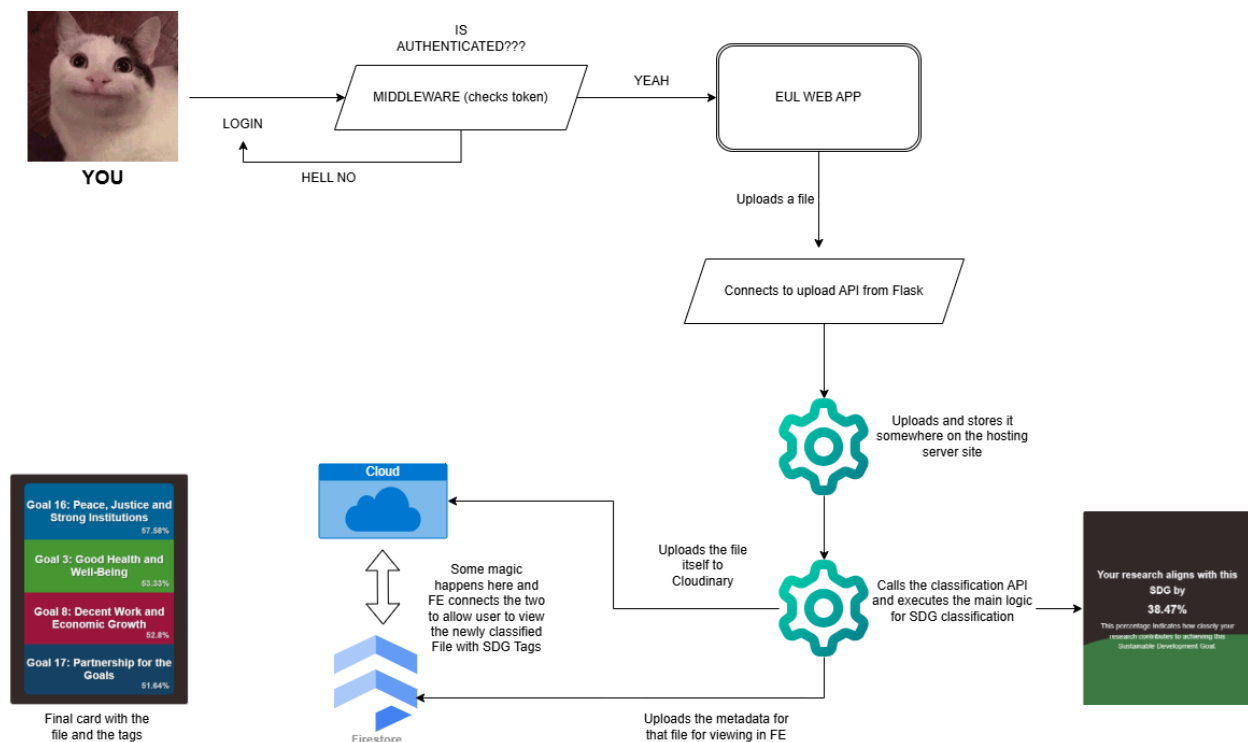 IS
AUTHENTICATED???
MIDDLEWARE (checks token)
YEAH
EUL WEB APP
LOGIN
HELL NO
YOU
Uploads a file
Connects to upload API from Flask
Uploads and stores it
somewhere on the hosting
server site
Cloud
Goal 16: Peace, Justice and
Strong Institutions
57.58%
Goal 3: Good Health and
Well-Being
53.33%
Goal 8: Decent Work and
Economic Growth
52.8%
Goal 17: Partnership for the
Goals
51.64%
Final card with the
file and the tags
Some magic
happens here and
FE connects the two
to allow user to view
the newly classified
File with SDG Tags
Firestore
Uploads the file
itself to
Cloudinary
Calls the classification API
and executes the main logic
for SDG classification
Your research aligns with this
SDG by
38.47%
This percentage indicates how closely your
research contributes to achieving this
Sustainable Development Goal
Uploads the metadata for
that file for viewing in FE